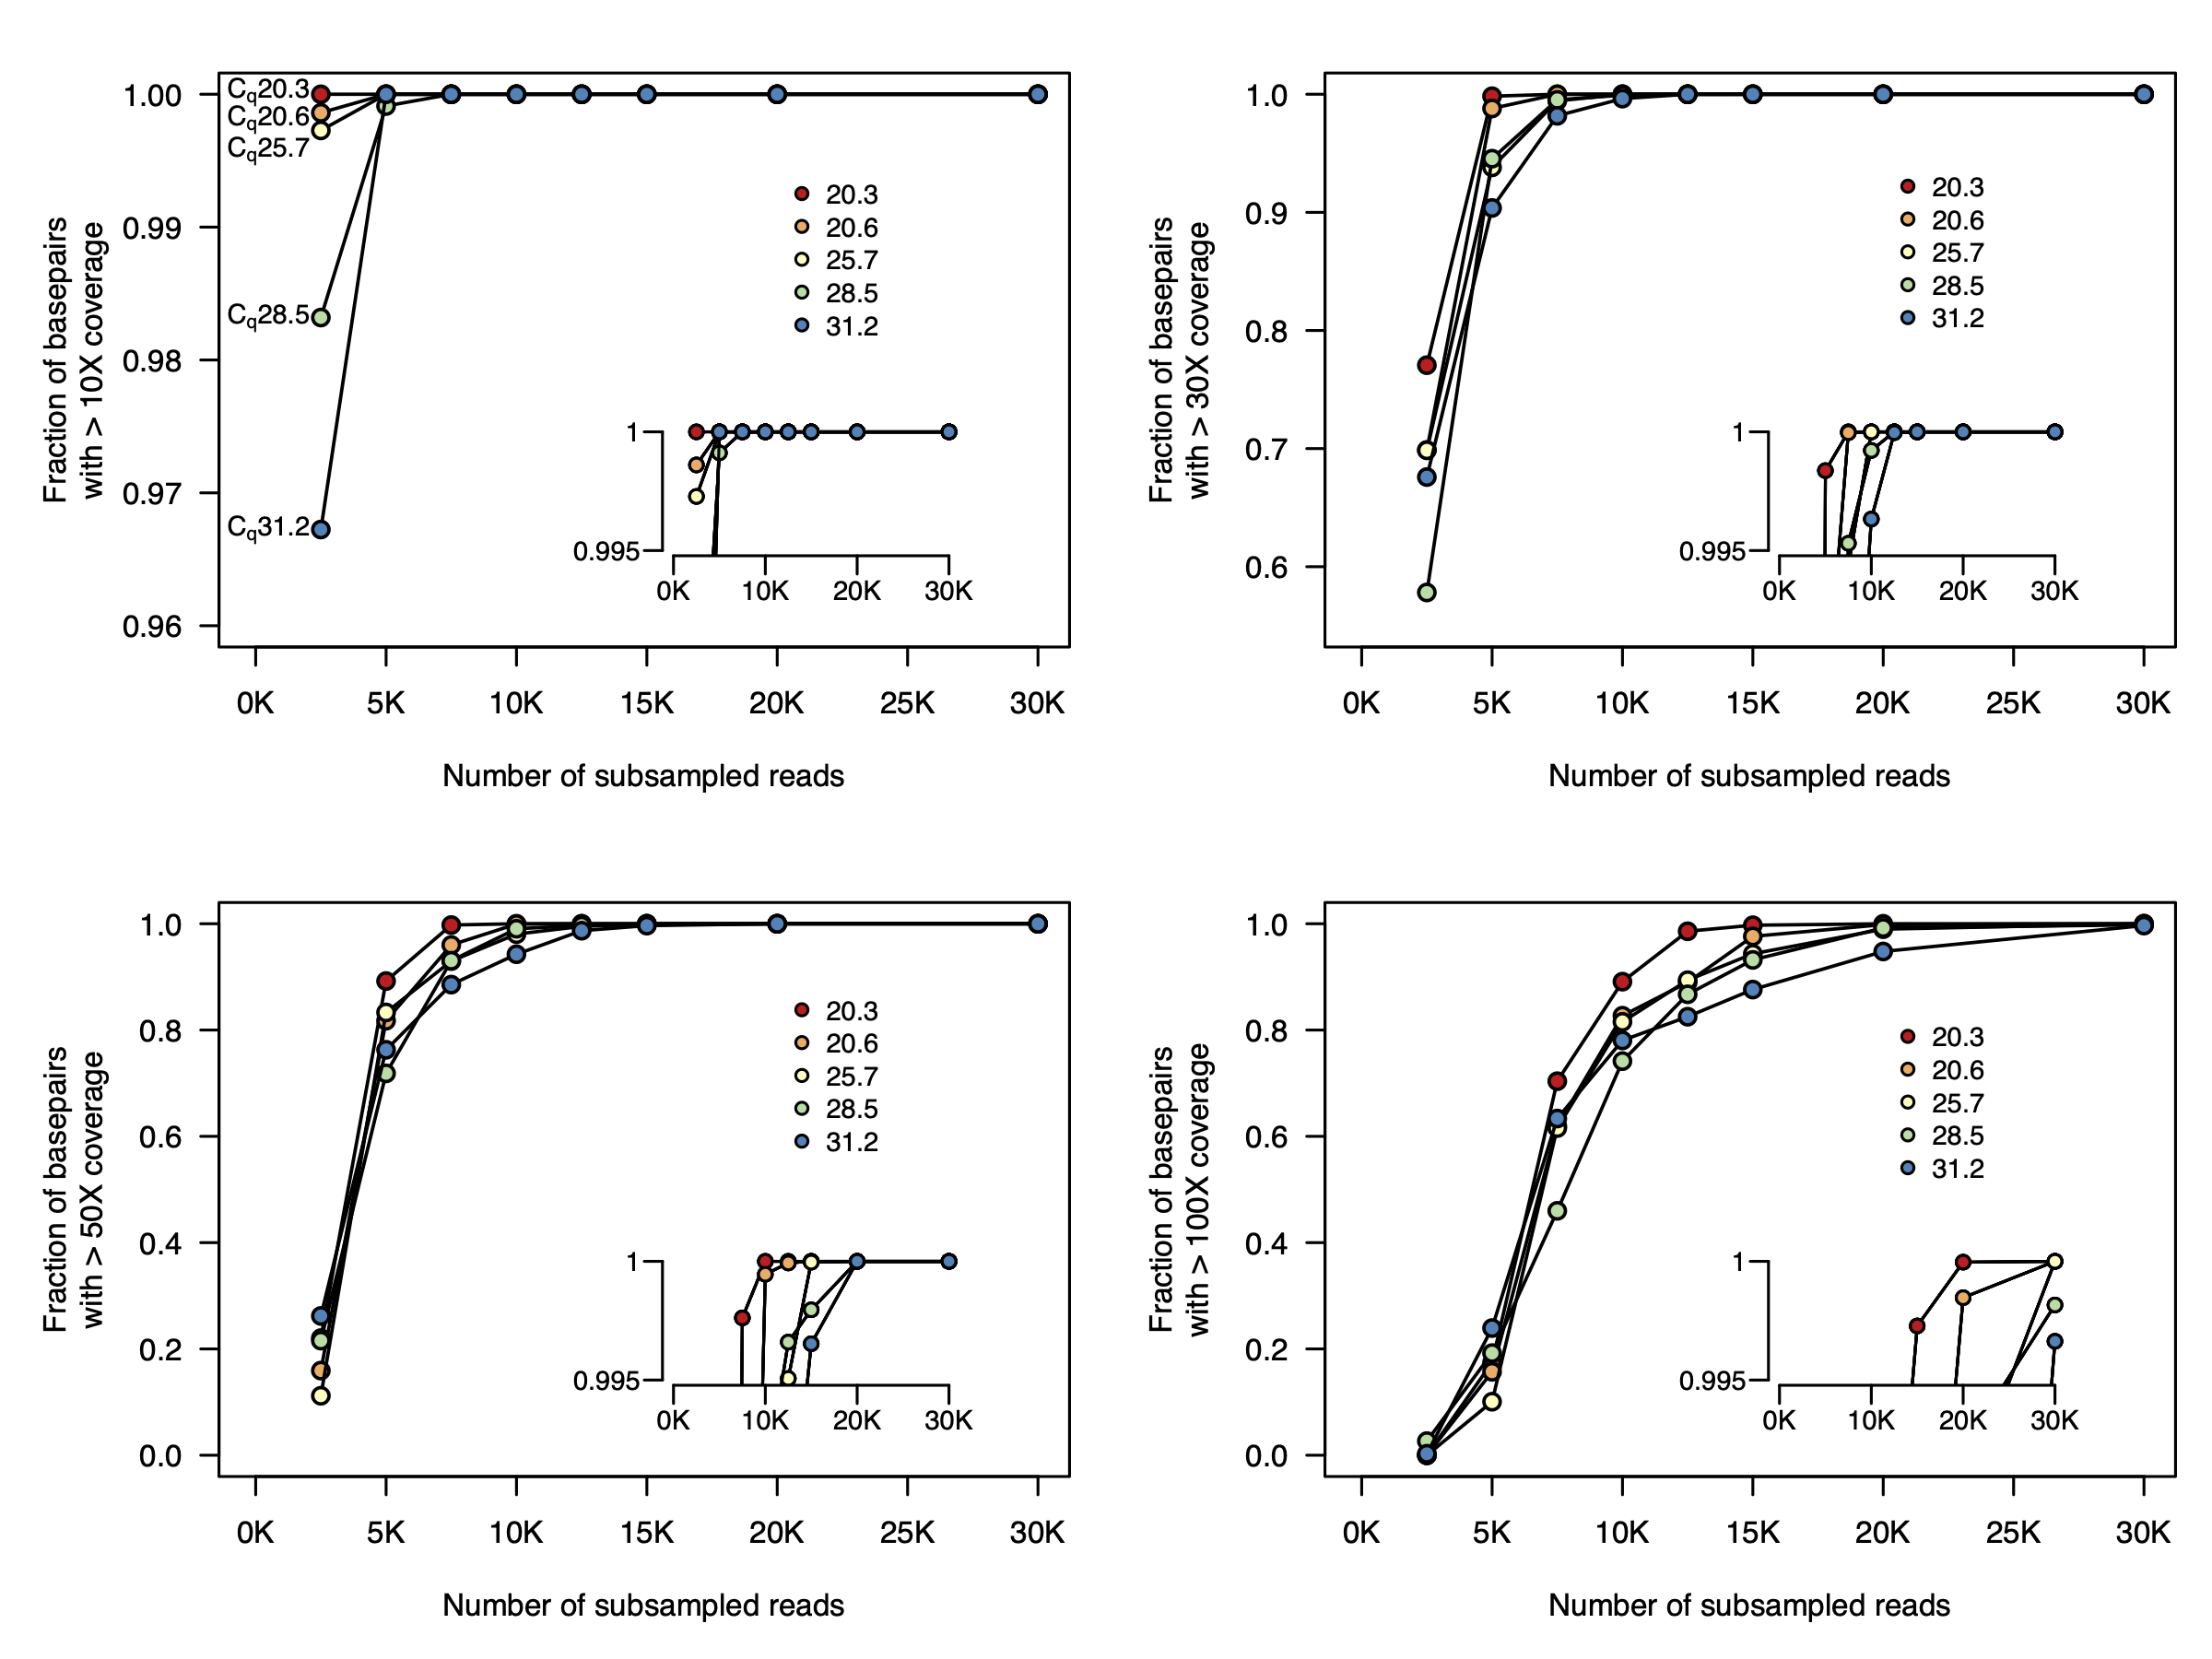 1.00
0.99
0.98
0.97
0.96
Fraction of basepairs
with > 10X coverage
Cq20.3
Cq20.6
Cq25.7
Cq28.5
Cq31.2
20.3
20.6
25.7
28.5
31.2
1
0.995
0K 10K 20K 30K
0K 5K 10K 15K 20K 25K 30K
Number of subsampled reads
1.0
0.9
0.8
0.7
0.6
Fraction of basepairs
with > 30X coverage
20.3
20.6
25.7
28.5
31.2
1
0.995
0K 10K 20K 30K
0K 5K 10K 15K 20K 25K 30K
Number of subsampled reads
1.0
0.8
0.6
0.4
0.2
0.0
Fraction of basepairs
with > 50X coverage
20.3
20.6
25.7
28.5
31.2
1
0.995
0K 10K 20K 30K
0K 5K 10K 15K 20K 25K 30K
Number of subsampled reads
1.0
0.8
0.6
0.4
0.2
0.0
Fraction of basepairs
with > 100X coverage
20.3
20.6
25.7
28.5
31.2
1
0.995
0K 10K 20K 30K
0K 5K 10K 15K 20K 25K 30K
Number of subsampled reads